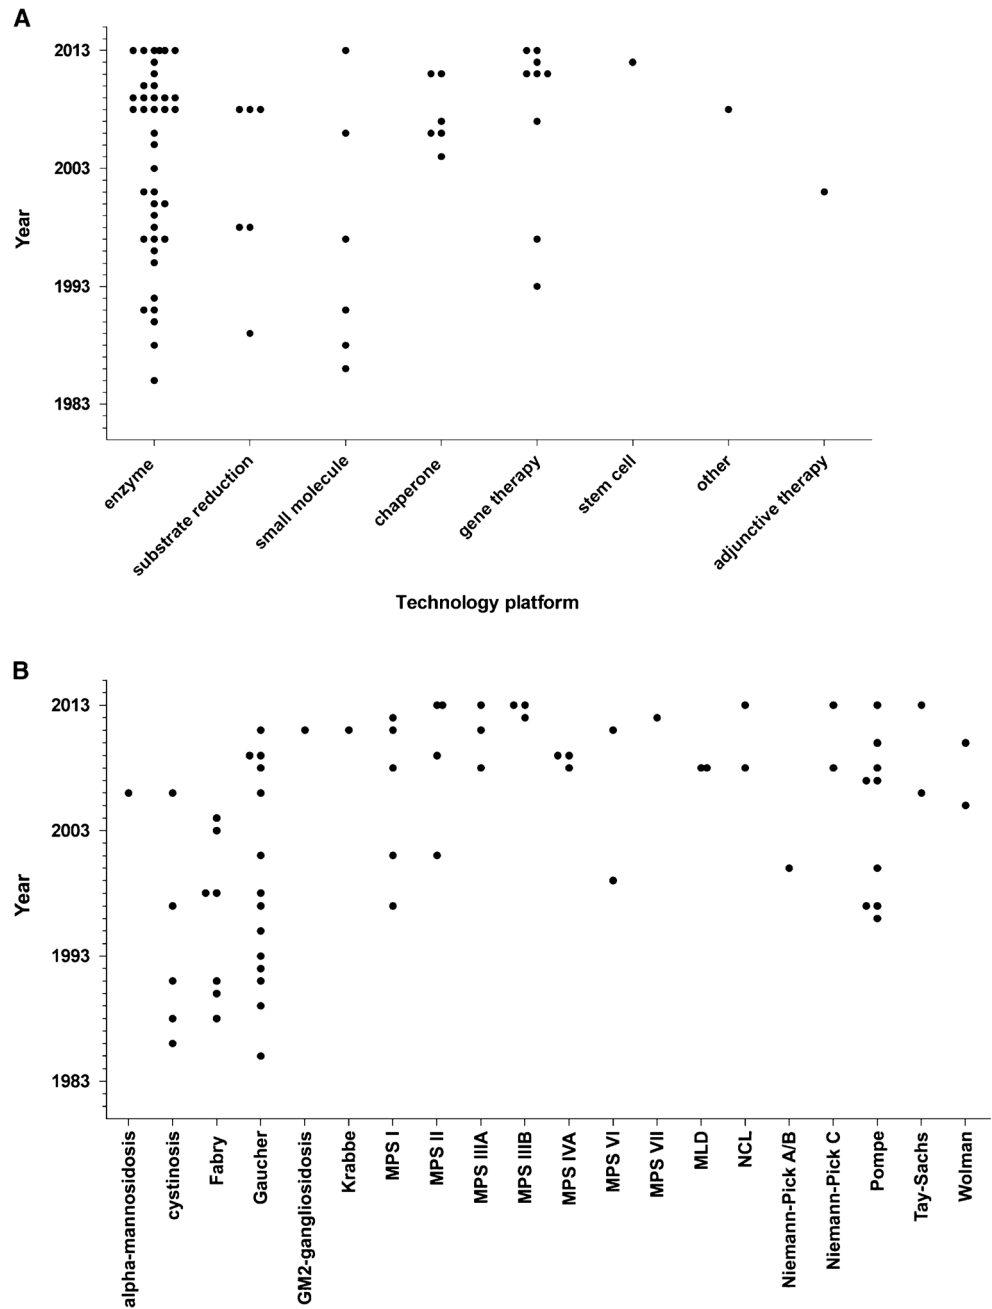 A
2013
2003
1993
1983
Year
enzyme
substrate reduction
small molecule
chaperone
gene therapy
stem cell
other
adjunctive therapy
Technology platform
B
2013
2003
1993
1983
Year
alpha-mannosidosis
cystinosis
Fabry
Gaucher
GM2-gangliosidosis
Krabbe
MPS I
MPS II
MPS IIIA
MPS IIIB
MPS IVA
MPS VI
MPS VII
MLD
NCL
Niemann-Pick A/B
Niemann-Pick C
Pompe
Tay-Sachs
Wolman